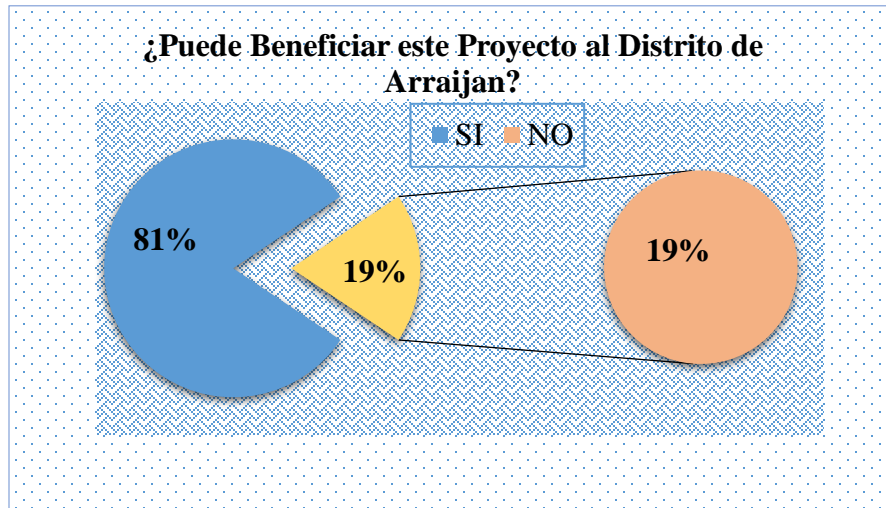 ¿Puede Beneficiar este Proyecto al Distrito de
Arraijan?
SI NO
81%
19%
19%